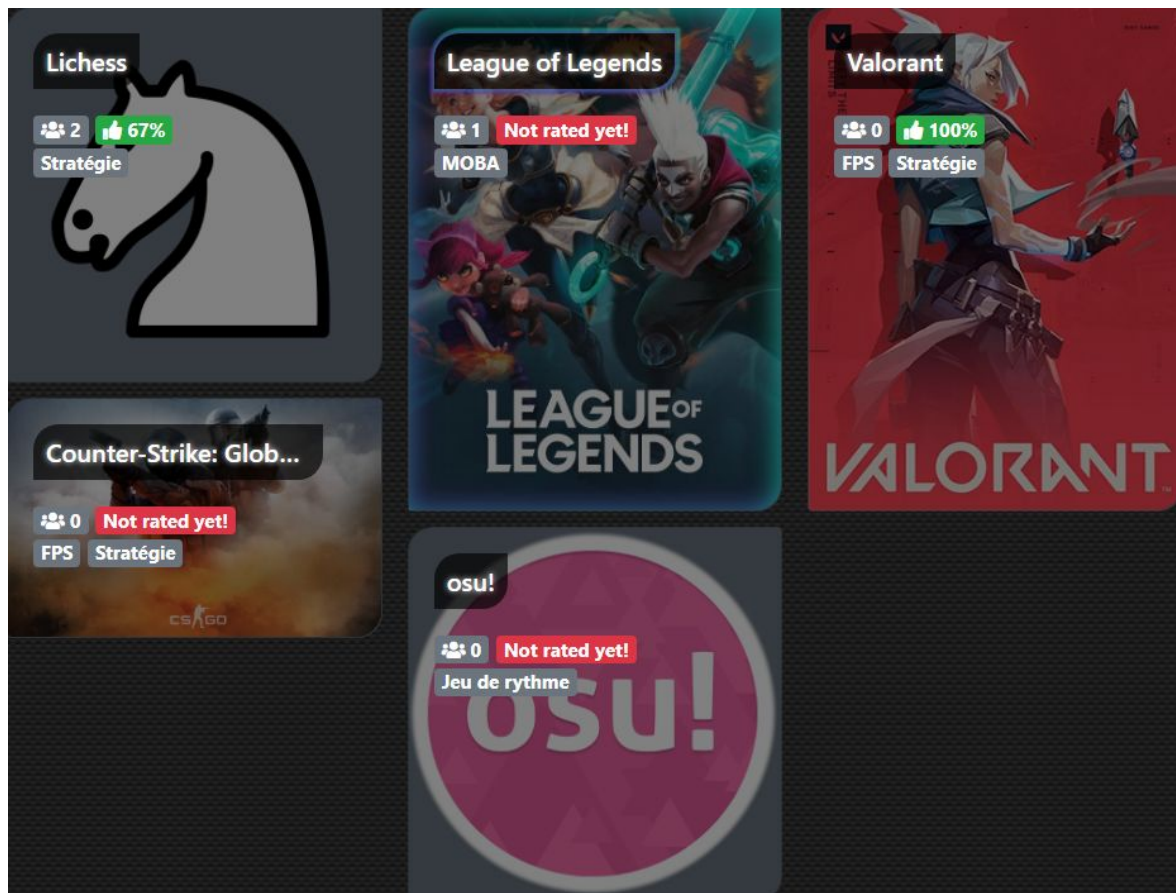 Lichess
2 67%
Stratégie
League of Legends
1 Not rated yet!
MOBA
LEAGUE OF
LEGENDS
Valorant
0 100%
FPS Stratégie
VALORANT
Counter-Strike: Glob...
0 Not rated yet!
FPS Stratégie
CS GO
osu!
0 Not rated yet!
Jeu de rythme
osu!